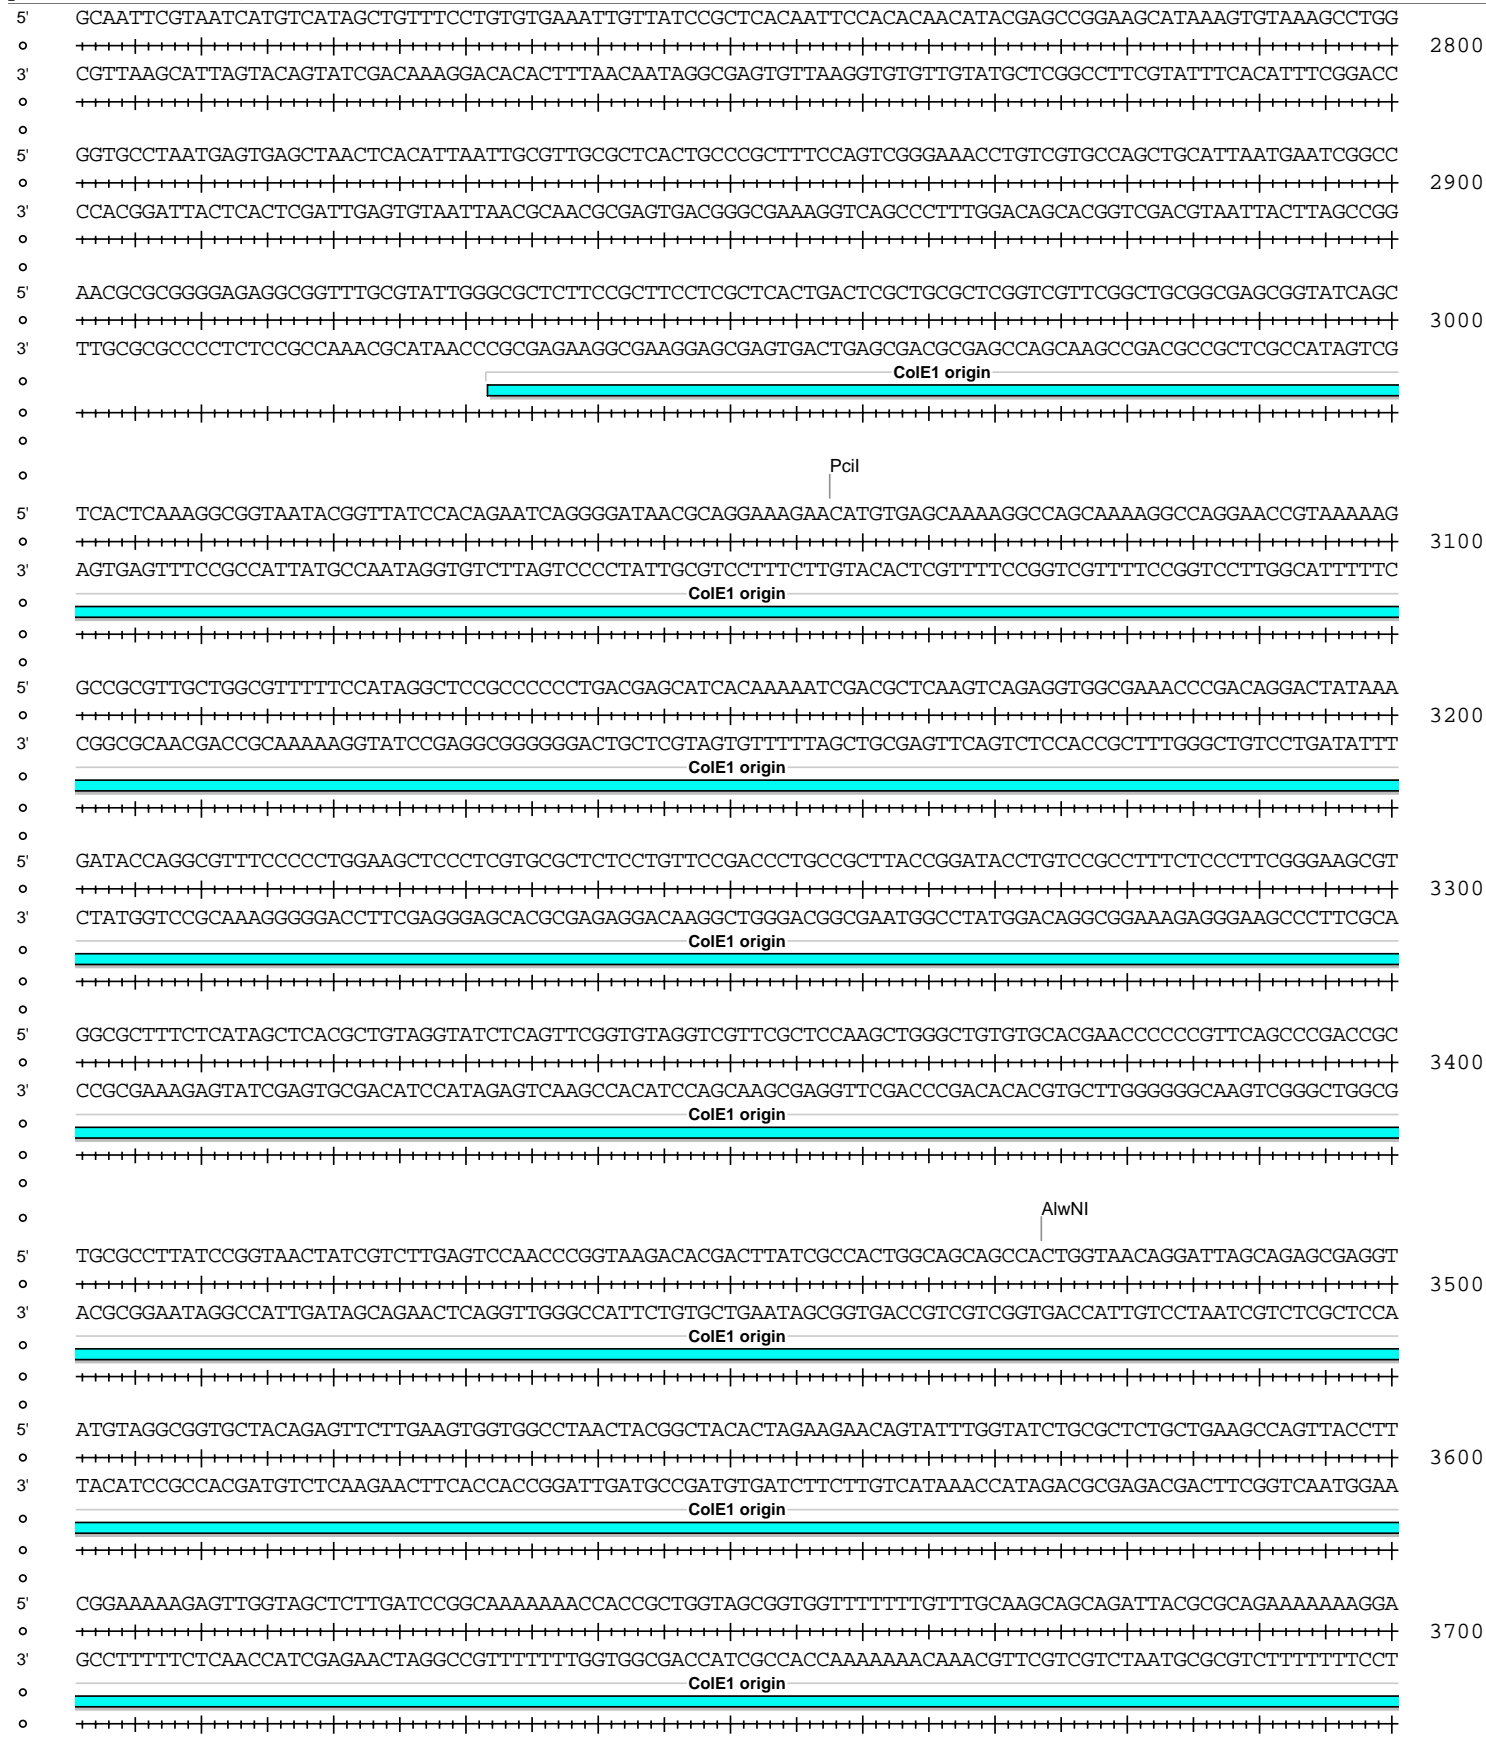 5' GCAATTCGTAATCATGTCATAGCTGTTTCCTGTGTGAAATTGTTATCCGCTCACAATTCCACACAACATACGAGCCGGAAGCATAAAGTGTAAAGCCTGG
2800
3' CGTTAAGCATTAGTACAGTATCGACAAAGGACACACTTTAACAATAGGCGAGTGTTAAGGTGTGTTGTATGCTCGGCCTTCGTATTTCACATTTCGGACC
5' GGTGCCTAATGAGTGAGCTAACTCACATTAATTGCGTTGCGCTCACTGCCCGCTTTCCAGTCGGGAAACCTGTCGTGCCAGCTGCATTAATGAATCGGCC
2900
3' CCACGGATTACTCACTCGATTGAGTGTAATTAACGCAACGCGAGTGACGGGCGAAAGGTCAGCCCTTTGGACAGCACGGTCGACGTAATTACTTAGCCGG
5' AACGCGCGGGGAGAGGCGGTTTGCGTATTGGGCGCTCTTCCGCTTCCTCGCTCACTGACTCGCTGCGCTCGGTCGTTCGGCTGCGGCGAGCGGTATCAGC
3000
3' TTGCGCGCCCCTCTCCGCCAAACGCATAACCCGCGAGAAGGCGAAGGAGCGAGTGACTGAGCGACGCGAGCCAGCAAGCCGACGCCGCTCGCCATAGTCG
ColE1 origin
PciI
5' TCACTCAAAGGCGGTAATACGGTTATCCACAGAATCAGGGGATAACGCAGGAAAGAACATGTGAGCAAAAGGCCAGCAAAAGGCCAGGAACCGTAAAAAG
3100
3' AGTGAGTTTCCGCCATTATGCCAATAGGTGTCTTAGTCCCCTATTGCGTCCTTTCTTGTACACTCGTTTTCCGGTCGTTTTCCGGTCCTTGGCATTTTTC
ColE1 origin
5' GCCGCGTTGCTGGCGTTTTTCCATAGGCTCCGCCCCCCTGACGAGCATCACAAAAATCGACGCTCAAGTCAGAGGTGGCGAAACCCGACAGGACTATAAA
3200
3' CGGCGCAACGACCGCAAAAAGGTATCCGAGGCGGGGGGACTGCTCGTAGTGTTTTTAGCTGCGAGTTCAGTCTCCACCGCTTTGGGCTGTCCTGATATTT
ColE1 origin
5' GATACCAGGCGTTTCCCCCTGGAAGCTCCCTCGTGCGCTCTCCTGTTCCGACCCTGCCGCTTACCGGATACCTGTCCGCCTTTCTCCCTTCGGGAAGCGT
3300
3' CTATGGTCCGCAAAGGGGGACCTTCGAGGGAGCACGCGAGAGGACAAGGCTGGGACGGCGAATGGCCTATGGACAGGCGGAAAGAGGGAAGCCCTTCGCA
ColE1 origin
5' GGCGCTTTCTCATAGCTCACGCTGTAGGTATCTCAGTTCGGTGTAGGTCGTTCGCTCCAAGCTGGGCTGTGTGCACGAACCCCCCGTTCAGCCCGACCGC
3400
3' CCGCGAAAGAGTATCGAGTGCGACATCCATAGAGTCAAGCCACATCCAGCAAGCGAGGTTCGACCCGACACACGTGCTTGGGGGGCAAGTCGGGCTGGCG
ColE1 origin
AlwNI
5' TGCGCCTTATCCGGTAACTATCGTCTTGAGTCCAACCCGGTAAGACACGACTTATCGCCACTGGCAGCAGCCACTGGTAACAGGATTAGCAGAGCGAGGT
3500
3' ACGCGGAATAGGCCATTGATAGCAGAACTCAGGTTGGGCCATTCTGTGCTGAATAGCGGTGACCGTCGTCGGTGACCATTGTCCTAATCGTCTCGCTCCA
ColE1 origin
5' ATGTAGGCGGTGCTACAGAGTTCTTGAAGTGGTGGCCTAACTACGGCTACACTAGAAGAACAGTATTTGGTATCTGCGCTCTGCTGAAGCCAGTTACCTT
3600
3' TACATCCGCCACGATGTCTCAAGAACTTCACCACCGGATTGATGCCGATGTGATCTTCTTGTCATAAACCATAGACGCGAGACGACTTCGGTCAATGGAA
ColE1 origin
5' CGGAAAAAGAGTTGGTAGCTCTTGATCCGGCAAAAAAACCACCGCTGGTAGCGGTGGTTTTTTTGTTTGCAAGCAGCAGATTACGCGCAGAAAAAAAGGA
3700
3' GCCTTTTTCTCAACCATCGAGAACTAGGCCGTTTTTTTGGTGGCGACCATCGCCACCAAAAAAACAAACGTTCGTCGTCTAATGCGCGTCTTTTTTTCCT
ColE1 origin